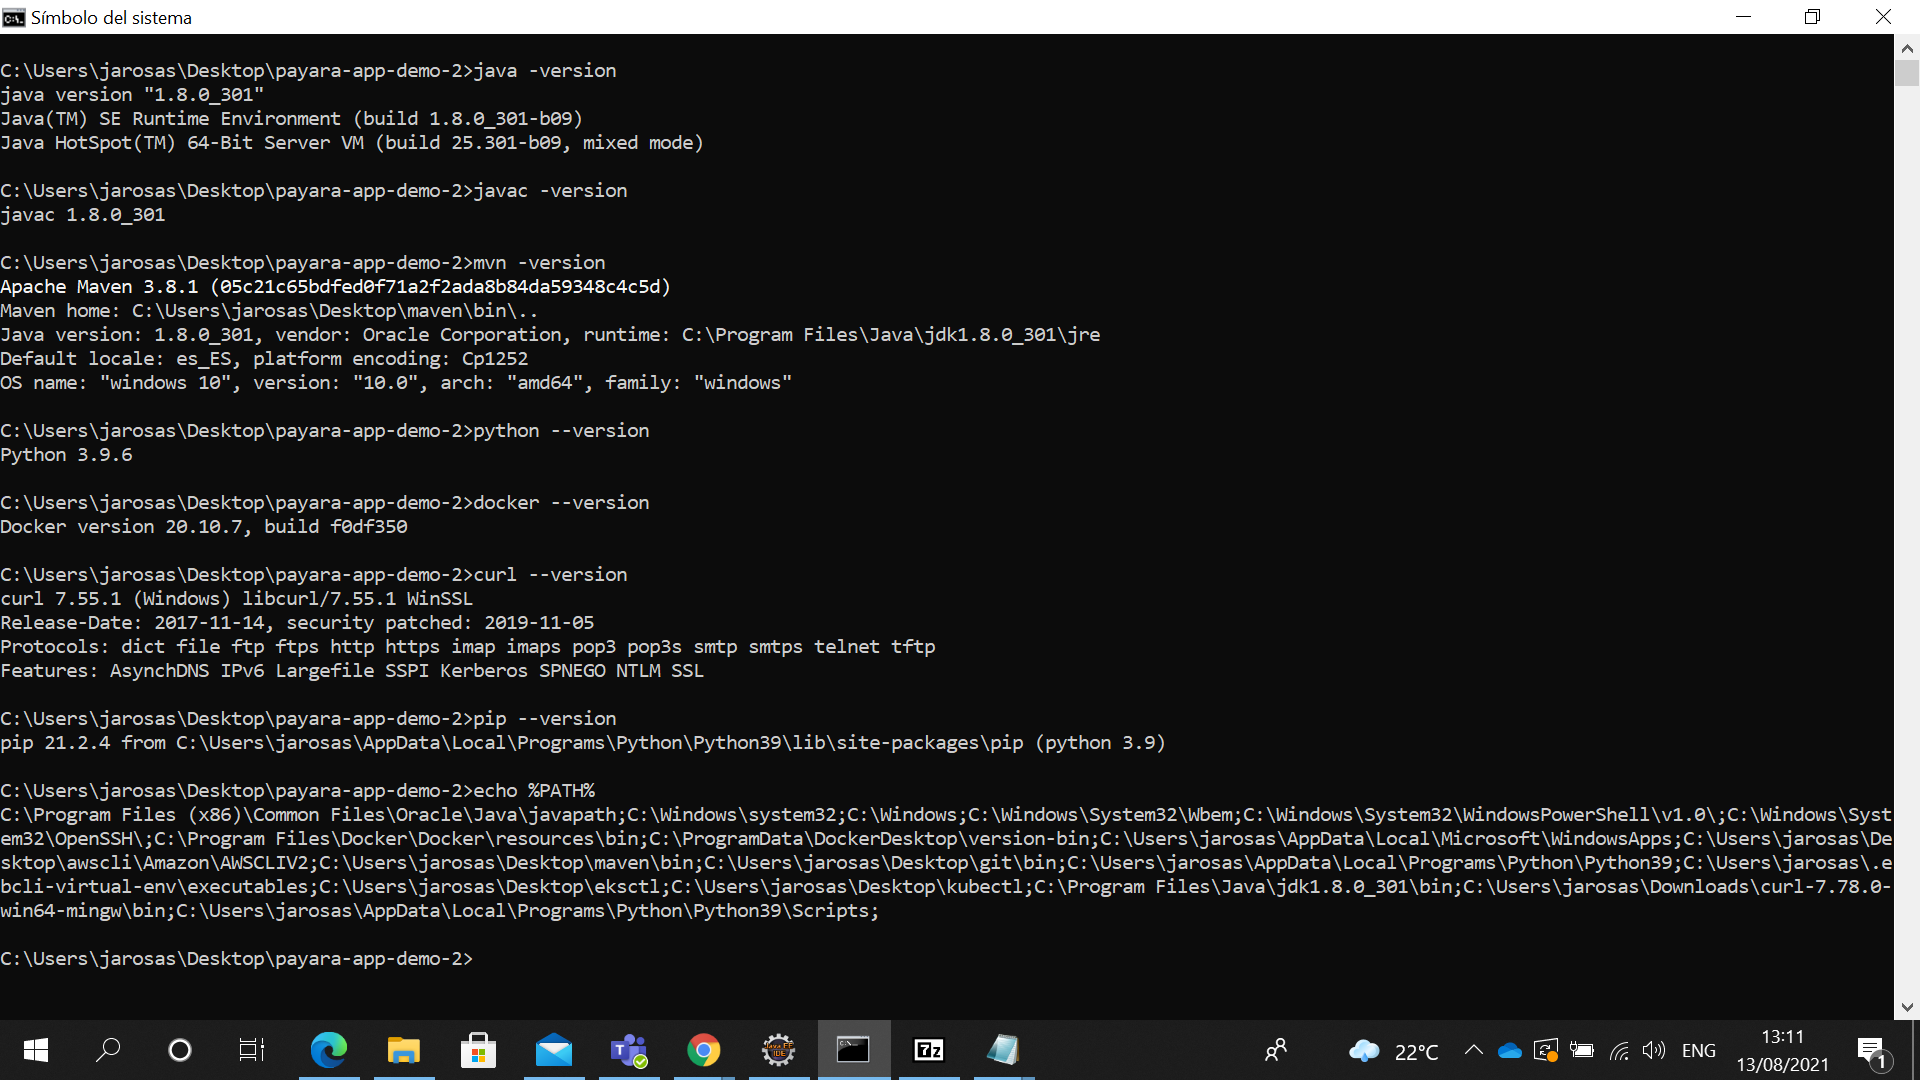 Símbolo del sistema
C:\Users\jarosas\Desktop\payara-app-demo-2>java -version
java version "1.8.0_301"
Java(TM) SE Runtime Environment (build 1.8.0_301-b09)
Java HotSpot(TM) 64-Bit Server VM (build 25.301-b09, mixed mode)
C:\Users\jarosas\Desktop\payara-app-demo-2>javac -version
javac 1.8.0_301
C:\Users\jarosas\Desktop\payara-app-demo-2>mvn -version
Apache Maven 3.8.1 (05c21c65bdfed0f71a2f2ada8b84da59348c4c5d)
Maven home: C:\Users\jarosas\Desktop\maven\bin\..
Java version: 1.8.0_301, vendor: Oracle Corporation, runtime: C:\Program Files\Java\jdk1.8.0_301\jre
Default locale: es_ES, platform encoding: Cp1252
OS name: "windows 10", version: "10.0", arch: "amd64", family: "windows"
C:\Users\jarosas\Desktop\payara-app-demo-2>python --version
Python 3.9.6
C:\Users\jarosas\Desktop\payara-app-demo-2>docker --version
Docker version 20.10.7, build f0df350
C:\Users\jarosas\Desktop\payara-app-demo-2>curl --version
curl 7.55.1 (Windows) libcurl/7.55.1 WinSSL
Release-Date: 2017-11-14, security patched: 2019-11-05
Protocols: dict file ftp ftps http https imap imaps pop3 pop3s smtp smtps telnet tftp
Features: AsynchDNS IPv6 Largefile SSPI Kerberos SPNEGO NTLM SSL
C:\Users\jarosas\Desktop\payara-app-demo-2>pip --version
pip 21.2.4 from C:\Users\jarosas\AppData\Local\Programs\Python\Python39\lib\site-packages\pip (python 3.9)
C:\Users\jarosas\Desktop\payara-app-demo-2>echo %PATH%
C:\Program Files (x86)\Common Files\Oracle\Java\javapath;C:\Windows\system32;C:\Windows;C:\Windows\System32\Wbem;C:\Windows\System32\WindowsPowerShell\v1.0\;C:\Windows\Syst
em32\OpenSSH\;C:\Program Files\Docker\Docker\resources\bin;C:\ProgramData\DockerDesktop\version-bin;C:\Users\jarosas\AppData\Local\Microsoft\WindowsApps;C:\Users\jarosas\De
sktop\awscli\Amazon\AWSCLIV2;C:\Users\jarosas\Desktop\maven\bin;C:\Users\jarosas\Desktop\git\bin;C:\Users\jarosas\AppData\Local\Programs\Python\Python39;C:\Users\jarosas\.e
bcli-virtual-env\executables;C:\Users\jarosas\Desktop\eksctl;C:\Users\jarosas\Desktop\kubectl;C:\Program Files\Java\jdk1.8.0_301\bin;C:\Users\jarosas\Downloads\curl-7.78.0-
win64-mingw\bin;C:\Users\jarosas\AppData\Local\Programs\Python\Python39\Scripts;
C:\Users\jarosas\Desktop\payara-app-demo-2>
Java EE
IDE
7z
22°C
ENG
13:11
13/08/2021
1